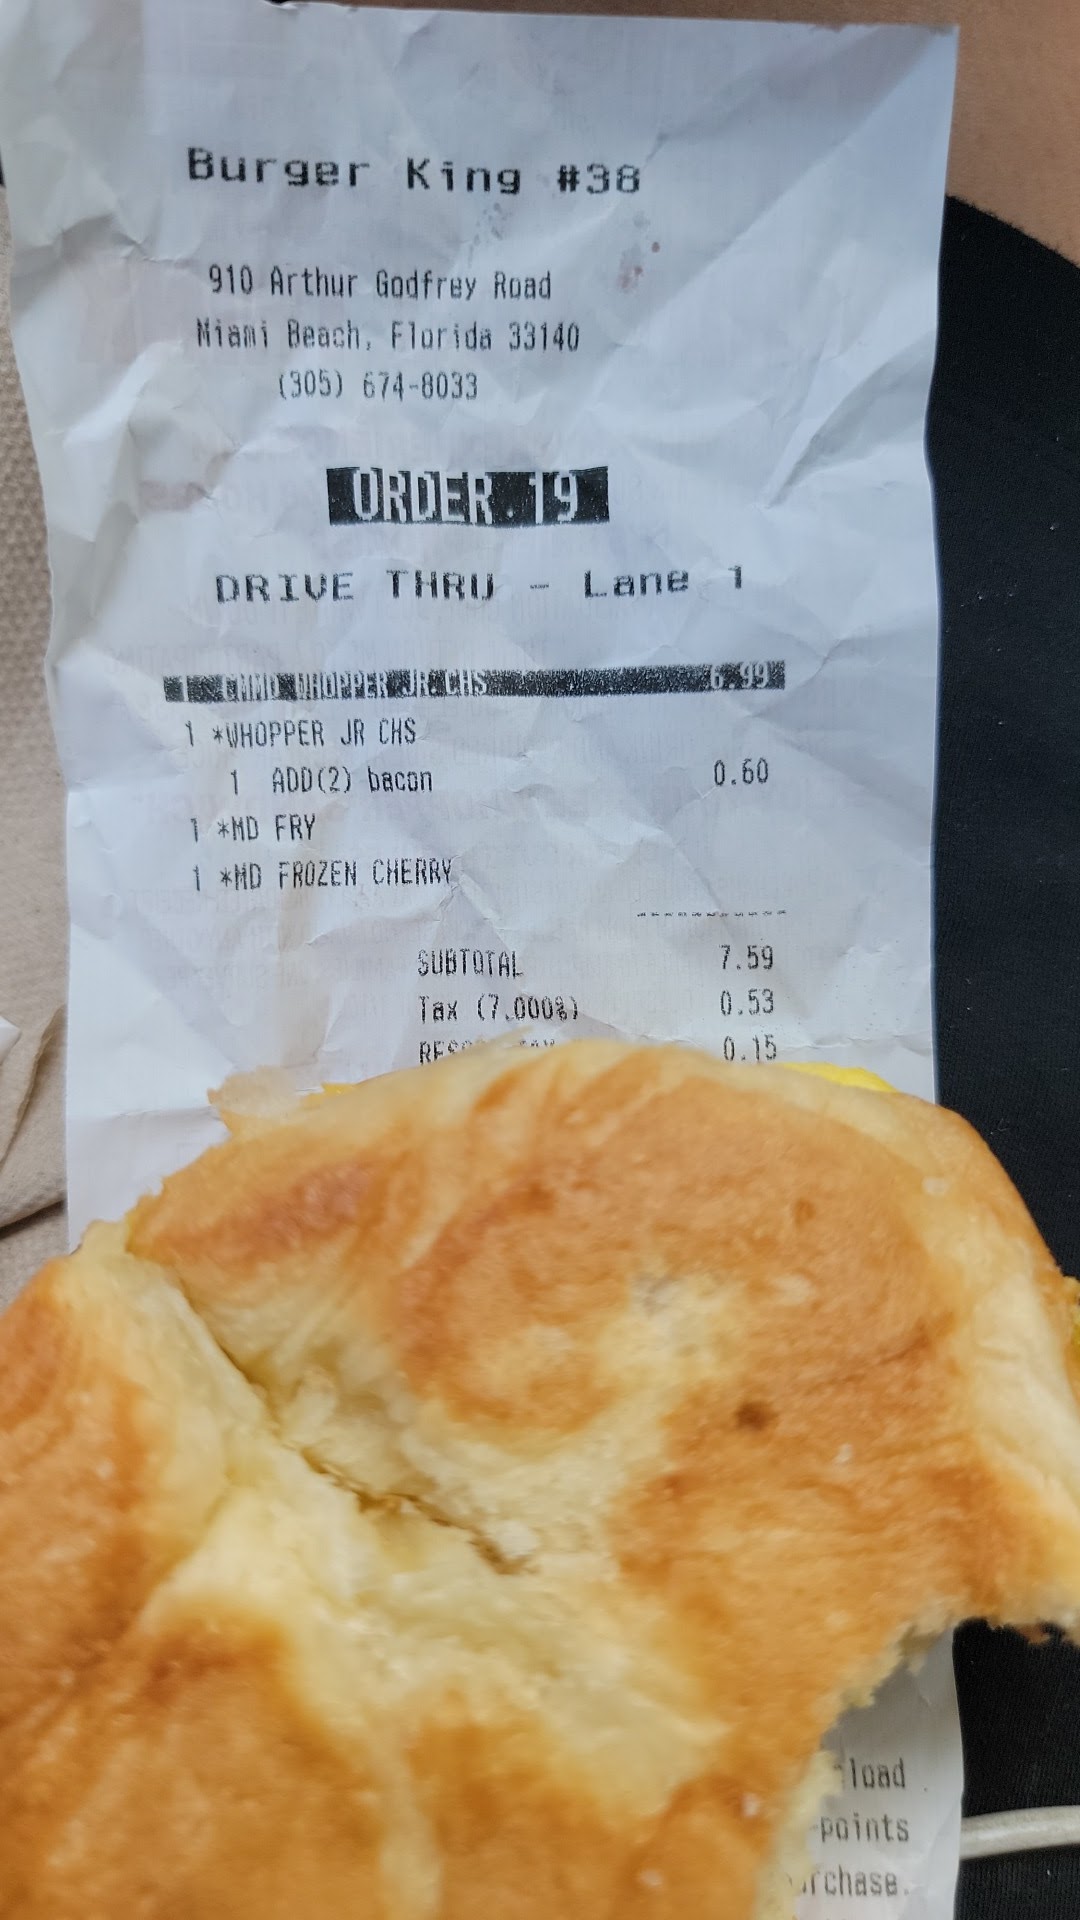 Burger King #38
910 Arthur Godfrey Road
Miami Beach, Florida 33140
(305) 674-8033
ORDER 19
DRIVE THRU - Lane 1
1 CMMD WHOPPER JR CHS 6.99
1 *WHOPPER JR CHS
1 ADD(2) bacon 0.60
1 *MD FRY
1 *MD FROZEN CHERRY
------------
SUBTOTAL 7.59
Tax (7.000%) 0.53
0.15
points